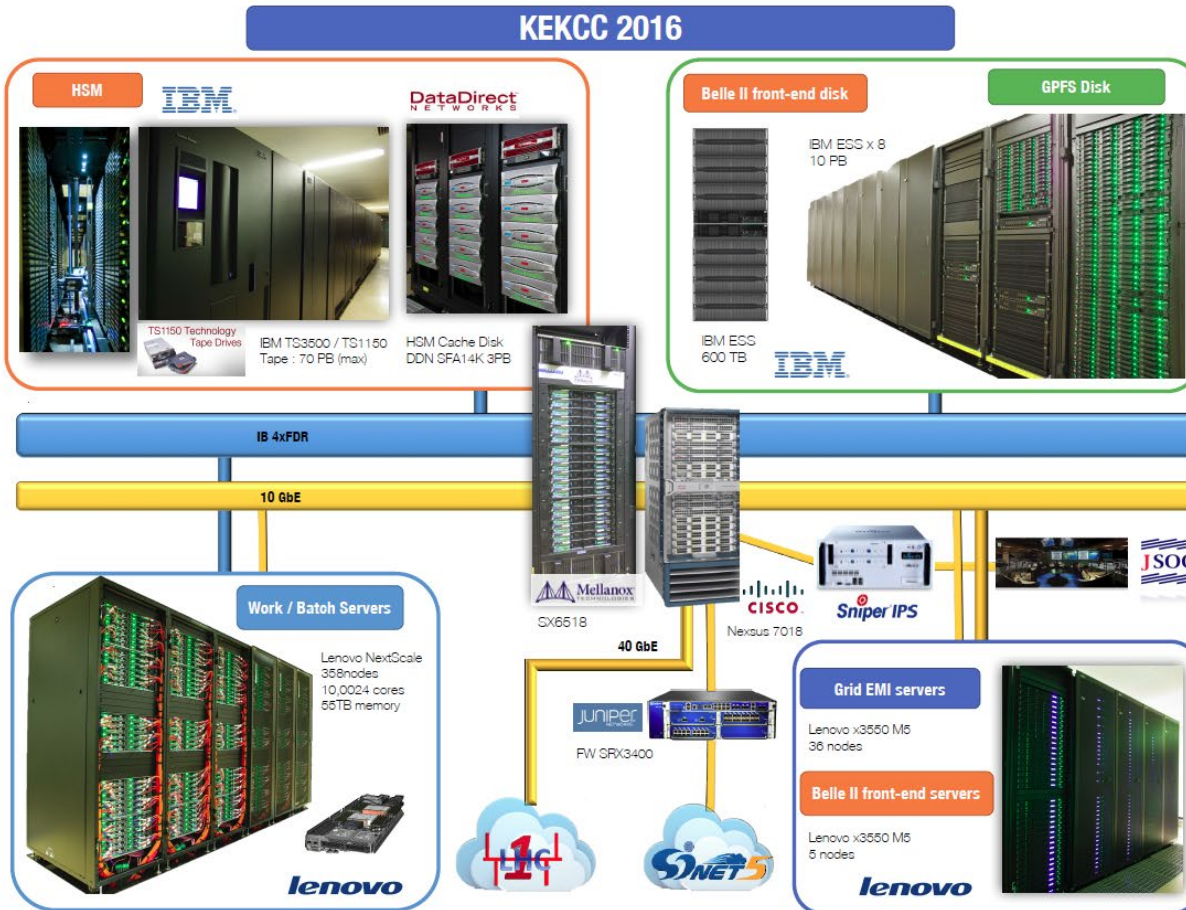 KEKCC 2016
HSM
IBM
DataDirect
NETWORKS
TS1150 Technology
Tape Drives
IBM TS3500 / TS1150
Tape : 70 PB (max)
HSM Cache Disk
DDN SFA14K 3PB
Belle II front-end disk
GPFS Disk
IBM ESS x 8
10 PB
IBM ESS
600 TB
IBM
IB 4xFDR
10 GbE
Work / Batch Servers
Lenovo NextScale
358nodes
10,0024 cores
55TB memory
lenovo
Mellanox
TECHNOLOGIES
SX6518
CISCO
Nexsus 7018
Sniper IPS
JSOC
40 GbE
JUNIPER
NETWORKS
FW SRX3400
LHC
1
SINET5
Grid EMI servers
Lenovo x3550 M5
36 nodes
Belle II front-end servers
Lenovo x3550 M5
5 nodes
lenovo